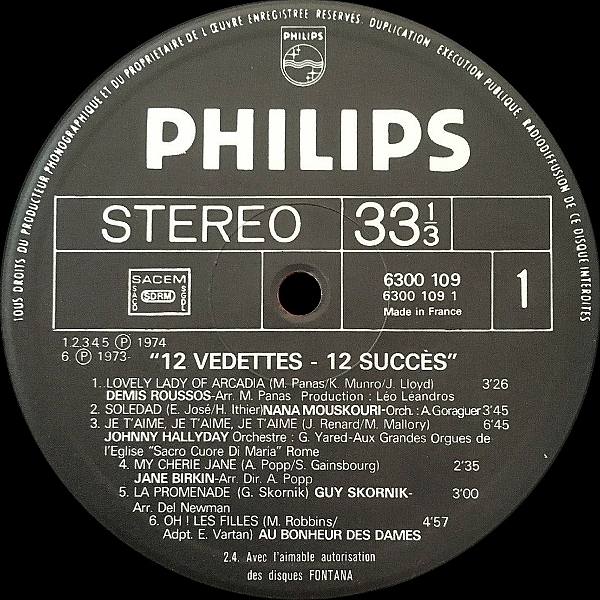 TOUS DROITS DU PRODUCTEUR PHONOGRAPHIQUE ET DU PROPRIETAIRE DE L'ŒUVRE ENREGISTREE RESERVES. DUPLICATION, EXECUTION PUBLIQUE, RADIODIFFUSION DE CE DISQUE INTERDITES
PHILIPS
PHILIPS
STEREO 33 1/3
SACEM
SACD SDRM SGDL
6300 109
6300 109 1
Made in France
1
1.2.3.4.5 Ⓟ 1974
6. Ⓟ 1973-
"12 VEDETTES - 12 SUCCÈS"
1. LOVELY LADY OF ARCADIA (M. Panas/K. Munro/J. Lloyd) 3'26
DEMIS ROUSSOS-Arr. M. Panas Production : Léo Léandros
2. SOLEDAD (E. José/H. Ithier) NANA MOUSKOURI-Orch. : A.Goraguer 3'45
3. JE T'AIME, JE T'AIME, JE T'AIME (J. Renard/M. Mallory) 6'45
JOHNNY HALLYDAY Orchestre : G. Yared-Aux Grandes Orgues de
l'Eglise "Sacro Cuore Di Maria" Rome
4. MY CHERIE JANE (A. Popp/S. Gainsbourg) 2'35
JANE BIRKIN-Arr. Dir. A. Popp
5. LA PROMENADE (G. Skornik) GUY SKORNIK- 3'00
Arr. Del Newman
6. OH ! LES FILLES (M. Robbins/ 4'57
Adpt. E. Vartan) AU BONHEUR DES DAMES
2.4. Avec l'aimable autorisation
des disques FONTANA